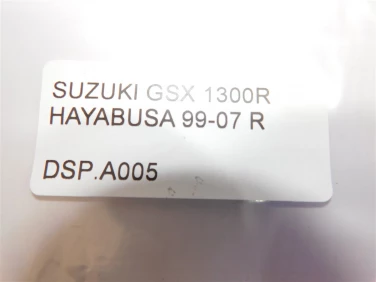 SUZUKI GSX 1300R
HAYABUSA 99-07 R
DSP.A005